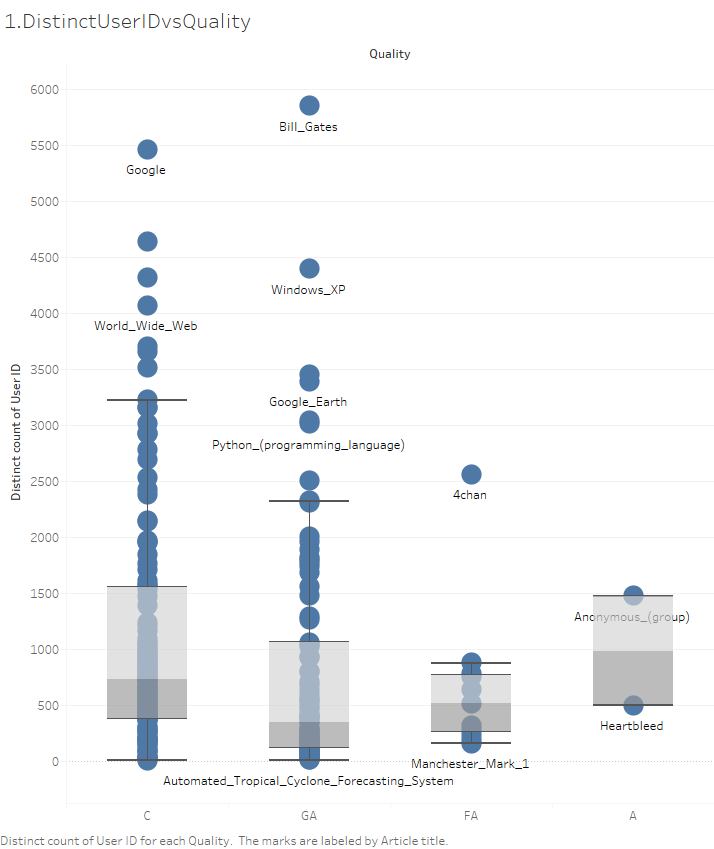 1.DistinctUserIDvsQuality
Quality
6000
Bill_Gates
5500
Google
5000
4500
Windows_XP
4000
World_Wide_Web
3500
Google_Earth
3000
Python_(programming_language)
Distinct count of User ID
2500
4chan
2000
1500
Anonymous_(group)
1000
500
Heartbleed
0
Manchester_Mark_1
Automated_Tropical_Cyclone_Forecasting_System
C GA FA A
Distinct count of User ID for each Quality. The marks are labeled by Article title.